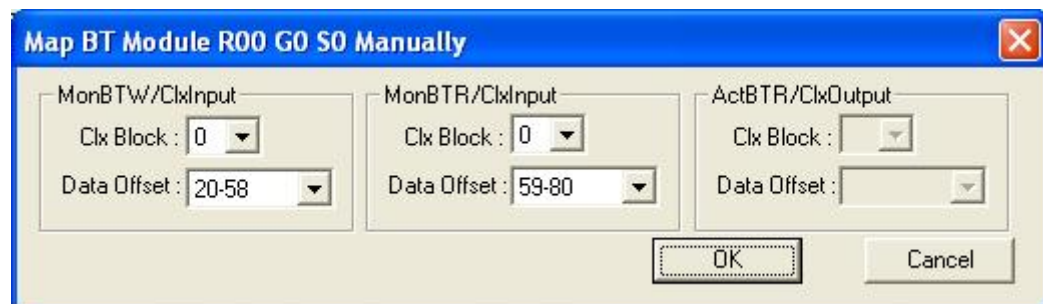 Map BT Module R00 G0 S0 Manually
MonBTW/ClxInput
Clx Block : 0
Data Offset : 20-58
MonBTR/ClxInput
Clx Block : 0
Data Offset : 59-80
ActBTR/ClxOutput
Clx Block :
Data Offset :
OK
Cancel